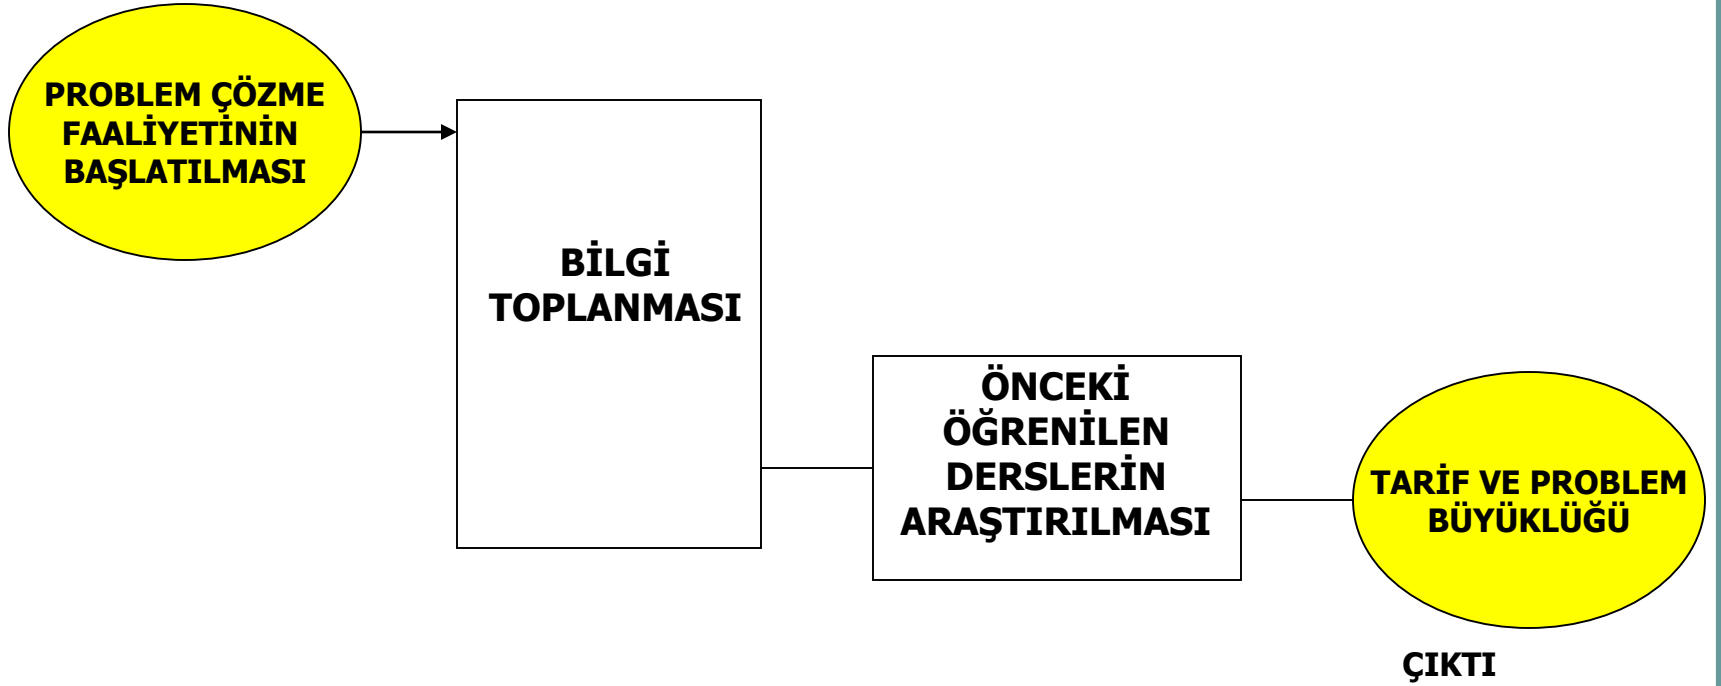 PROBLEM ÇÖZME
FAALİYETİNİN
BAŞLATILMASI
BİLGİ
TOPLANMASI
ÖNCEKİ
ÖĞRENİLEN
DERSLERİN
ARAŞTIRILMASI
TARİF VE PROBLEM
BÜYÜKLÜĞÜ
ÇIKTI